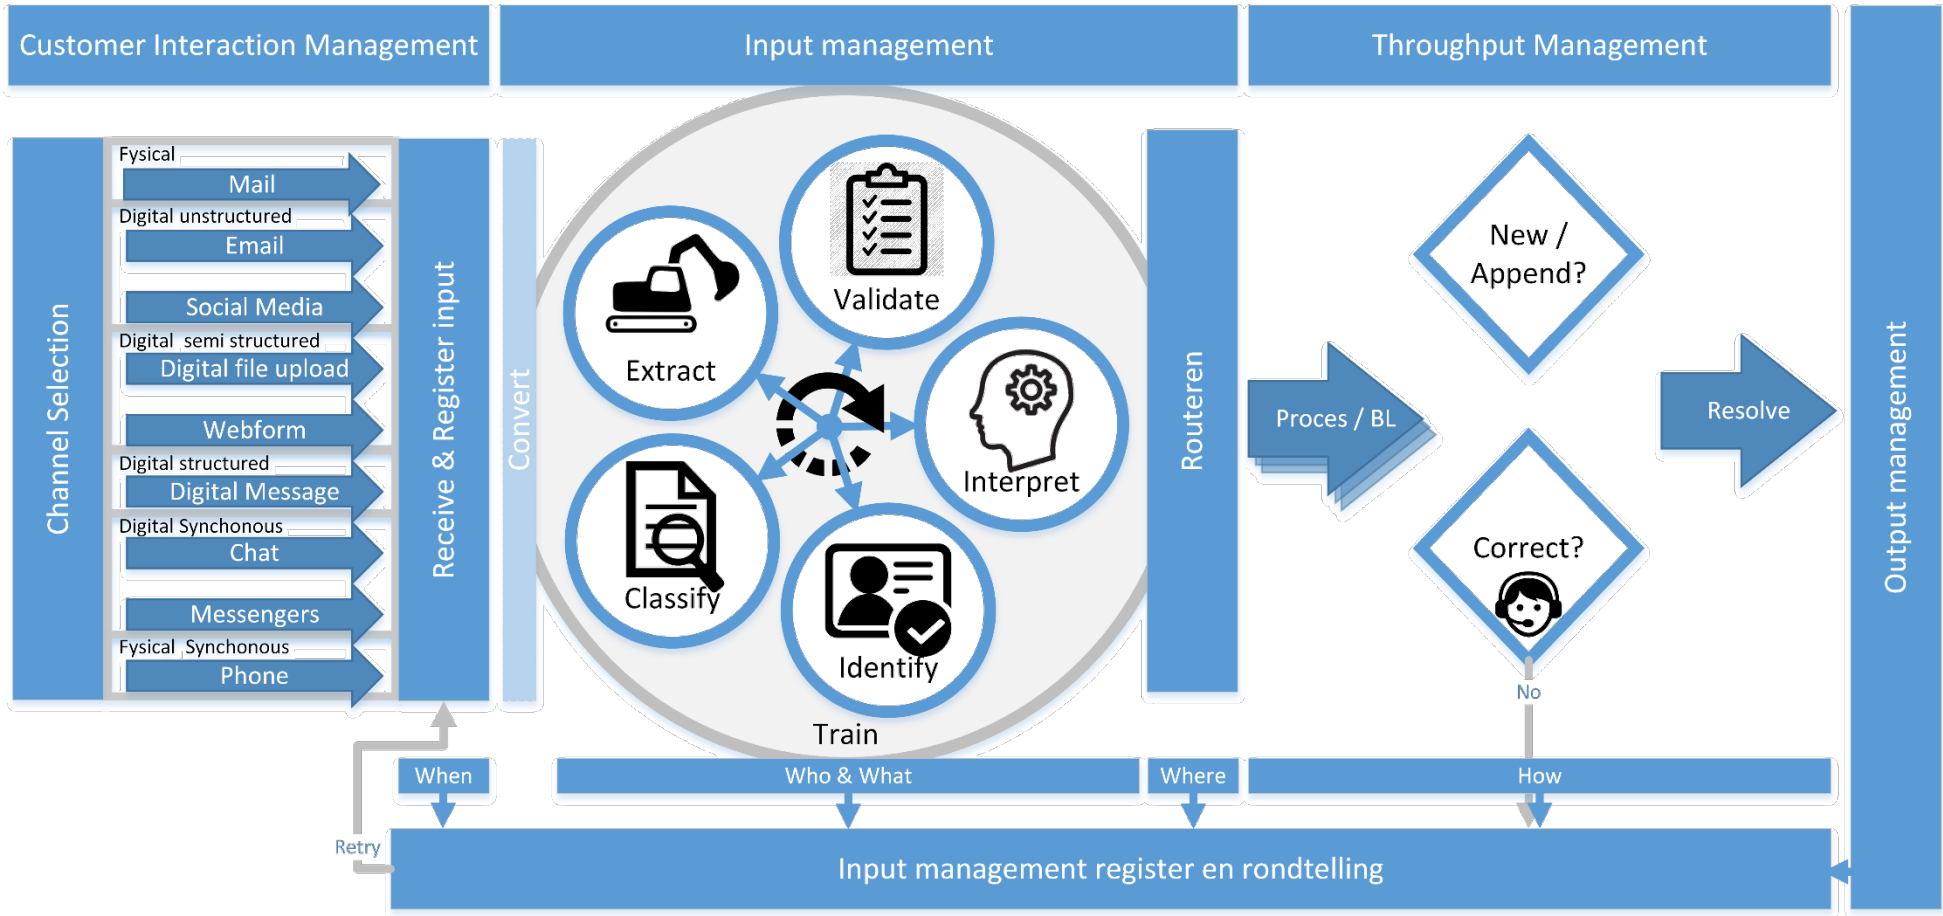 Customer Interaction Management
Input management
Throughput Management
Output management
Channel Selection
Fysical
Mail
Digital unstructured
Email
Social Media
Digital semi structured
Digital file upload
Webform
Digital structured
Digital Message
Digital Synchonous
Chat
Messengers
Fysical Synchonous
Phone
Receive & Register input
Convert
Extract
Validate
Interpret
Classify
Identify
Train
Routeren
Proces / BL
New /
Append?
Correct?
No
Resolve
When
Who & What
Where
How
Retry
Input management register en rondtelling